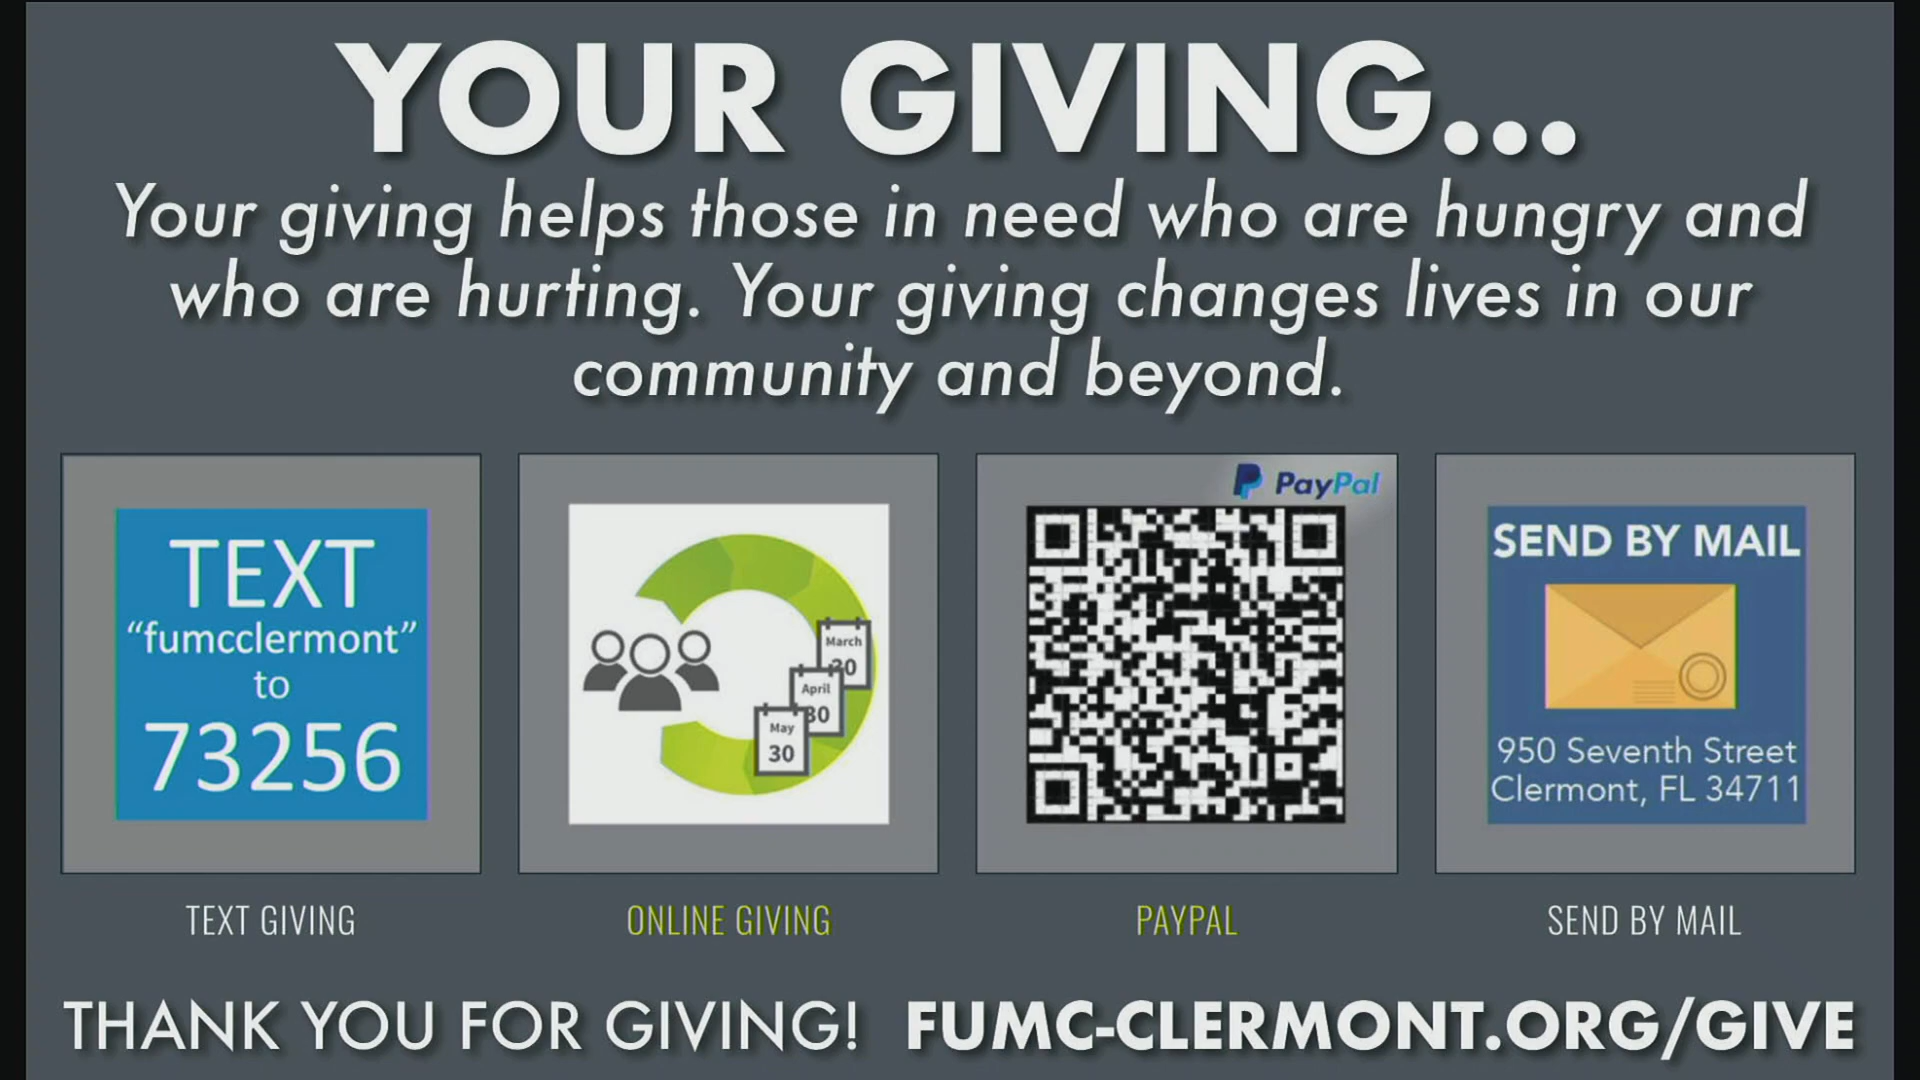 YOUR GIVING...
Your giving helps those in need who are hungry and
who are hurting. Your giving changes lives in our
community and beyond.
TEXT
“fumcclermont”
to
73256
March
30
April
30
May
30
PayPal
SEND BY MAIL
950 Seventh Street
Clermont, FL 34711
TEXT GIVING
ONLINE GIVING
PAYPAL
SEND BY MAIL
THANK YOU FOR GIVING! FUMC-CLERMONT.ORG/GIVE